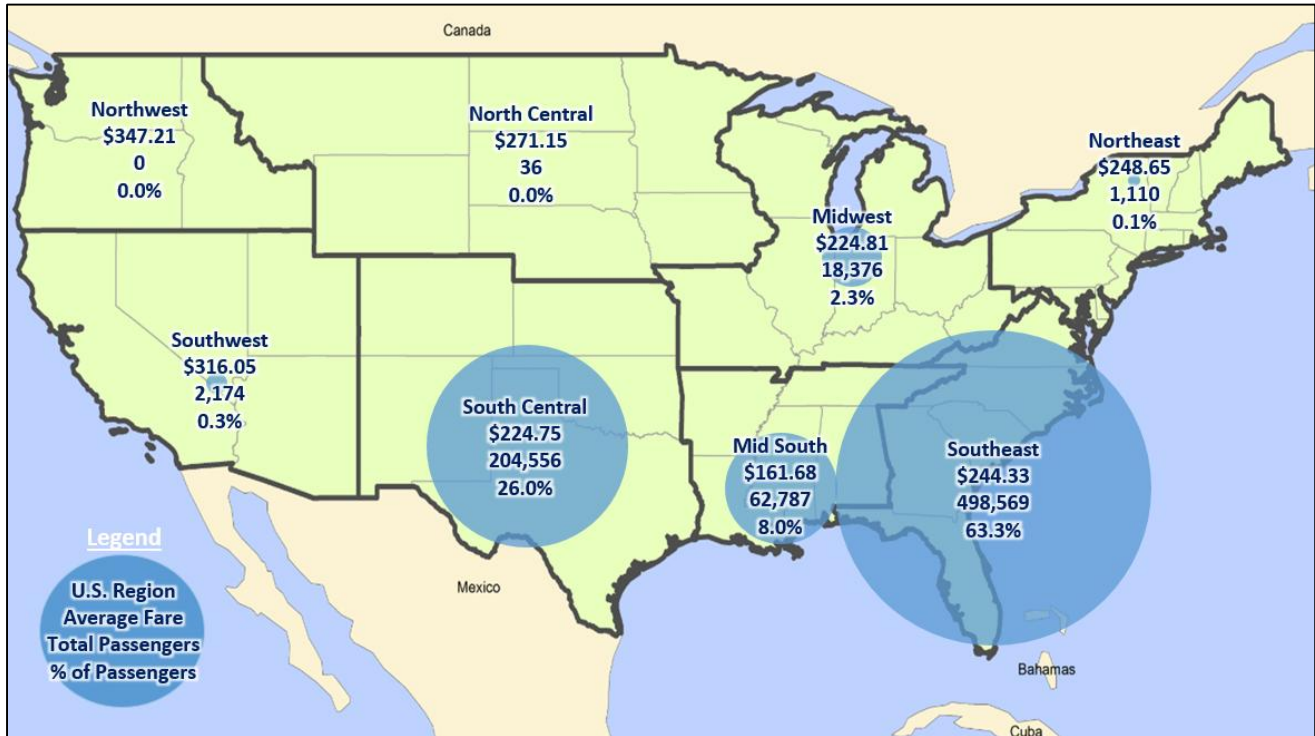 Canada
Northwest
$347.21
0
0.0%
North Central
$271.15
36
0.0%
Northeast
$248.65
1,110
0.1%
Midwest
$224.81
18,376
2.3%
Southwest
$316.05
2,174
0.3%
South Central
$224.75
204,556
26.0%
Mid South
$161.68
62,787
8.0%
Southeast
$244.33
498,569
63.3%
Legend
U.S. Region
Average Fare
Total Passengers
% of Passengers
Mexico
Bahamas
Cuba